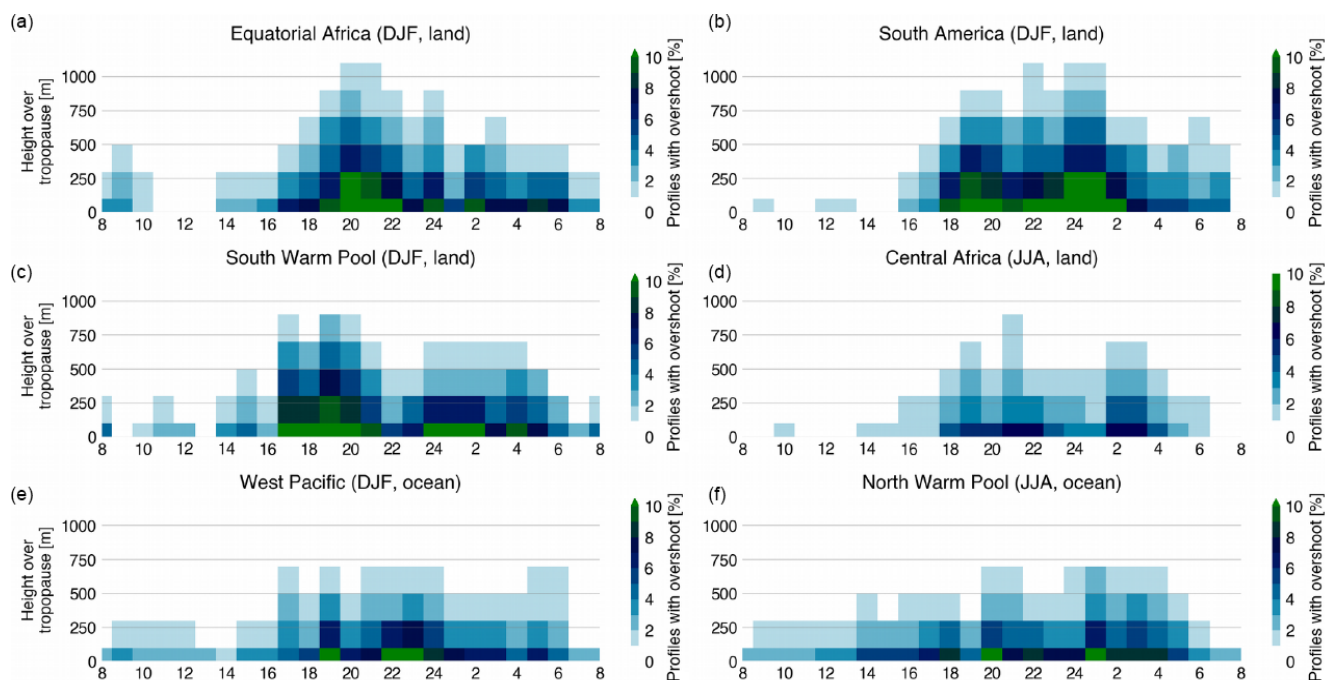 (a)
Equatorial Africa (DJF, land)
Height over
tropopause [m]
1000
750
500
250
0
8 10 12 14 16 18 20 22 24 2 4 6 8
10
8
6
4
2
0
Profiles with overshoot [%]
(b)
South America (DJF, land)
1000
750
500
250
0
8 10 12 14 16 18 20 22 24 2 4 6 8
10
8
6
4
2
0
Profiles with overshoot [%]
(c)
South Warm Pool (DJF, land)
Height over
tropopause [m]
1000
750
500
250
0
8 10 12 14 16 18 20 22 24 2 4 6 8
10
8
6
4
2
0
Profiles with overshoot [%]
(d)
Central Africa (JJA, land)
1000
750
500
250
0
8 10 12 14 16 18 20 22 24 2 4 6 8
10
8
6
4
2
0
Profiles with overshoot [%]
(e)
West Pacific (DJF, ocean)
Height over
tropopause [m]
1000
750
500
250
0
8 10 12 14 16 18 20 22 24 2 4 6 8
10
8
6
4
2
0
Profiles with overshoot [%]
(f)
North Warm Pool (JJA, ocean)
1000
750
500
250
0
8 10 12 14 16 18 20 22 24 2 4 6 8
10
8
6
4
2
0
Profiles with overshoot [%]